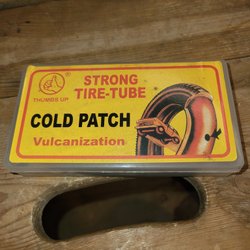 STRONG
TIRE-TUBE
THUMBS UP
COLD PATCH
Vulcanization